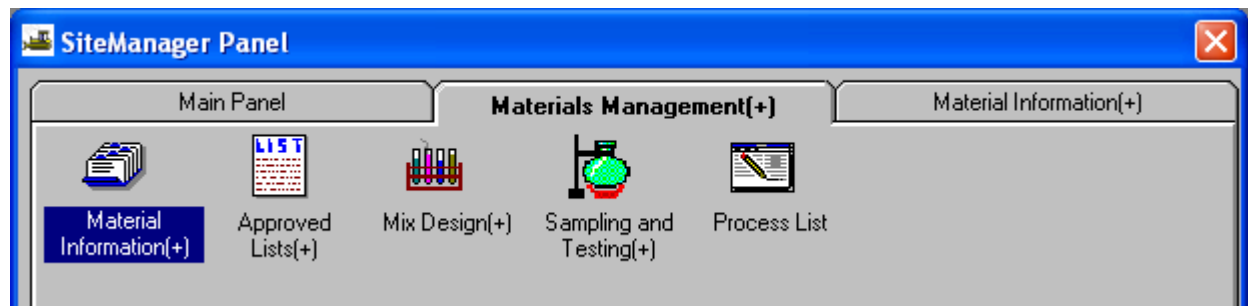 SiteManager Panel
Main Panel
Materials Management(+)
Material Information(+)
LIST
Material
Information(+)
Approved
Lists(+)
Mix Design(+)
Sampling and
Testing(+)
Process List